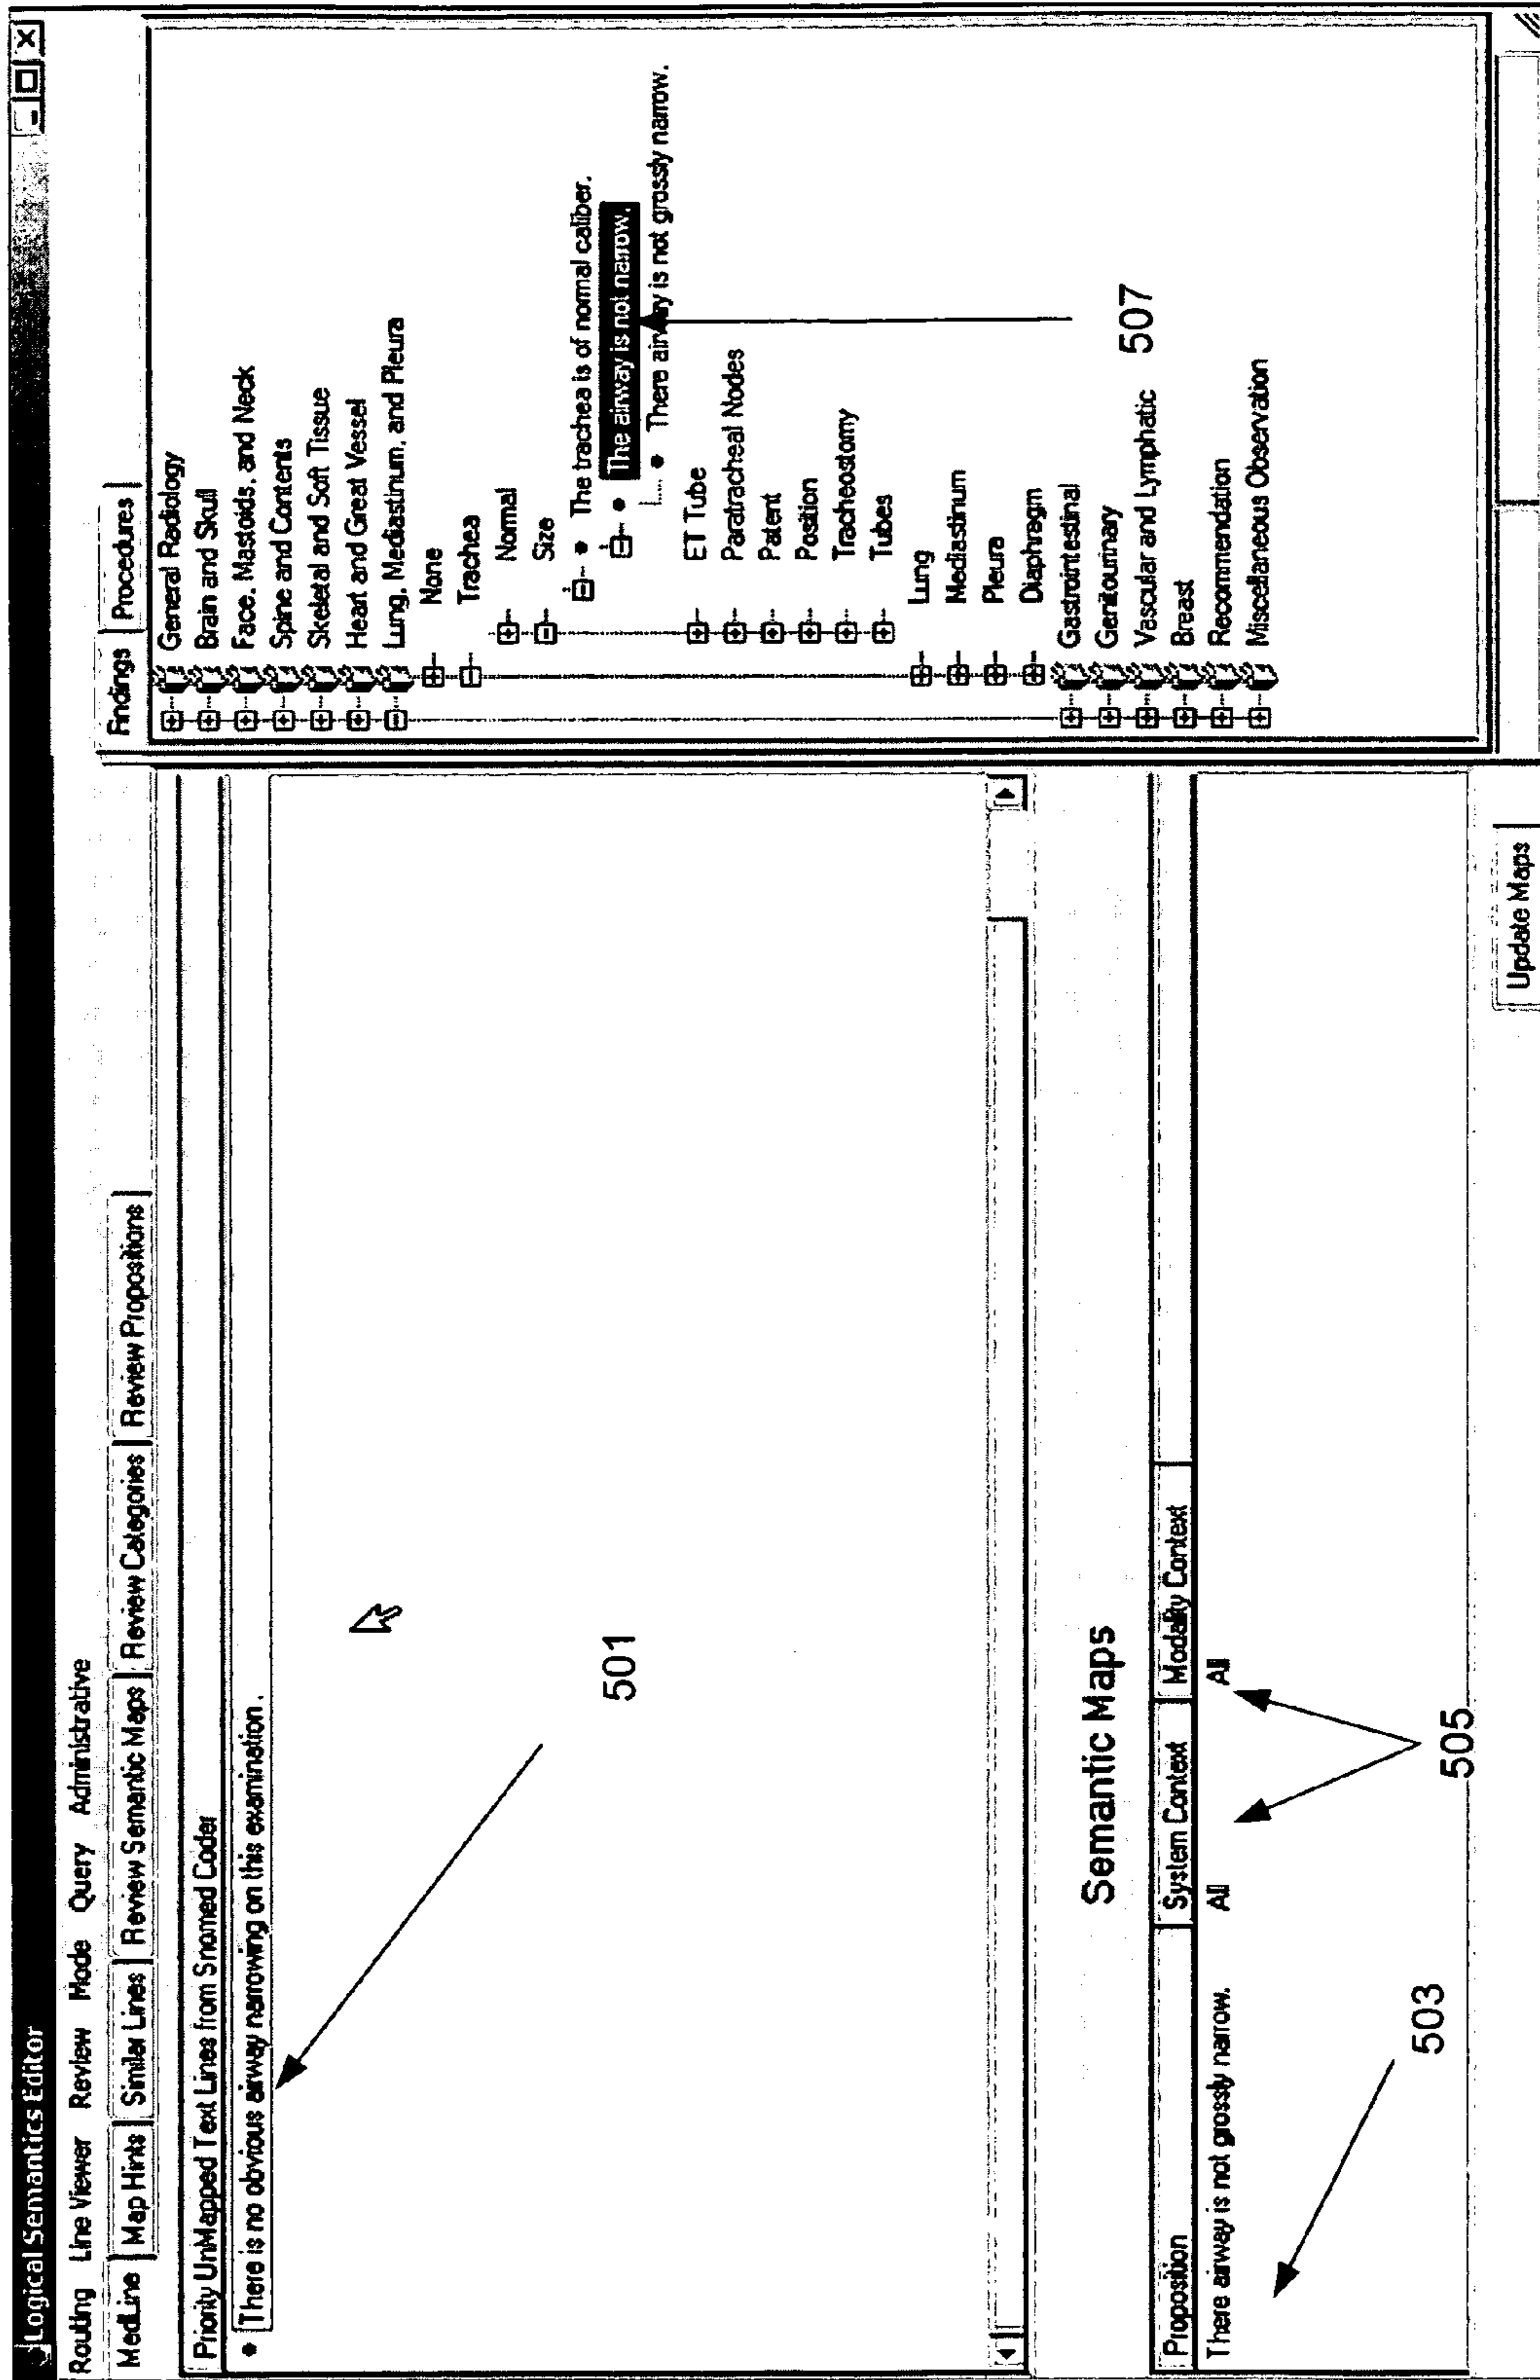 Logical Semantics Editor
Routing Line Viewer Review Mode Query Administrative
MedLine Map Hints Similar Lines Review Semantic Maps Review Categories Review Propositions
Priority UnMapped Text Lines from Snomed Coder
There is no obvious airway narrowing on this examination.
501
Semantic Maps
Proposition System Context Modality Context
There airway is not grossly narrow. All All
503
505
Update Maps
Findings Procedures
General Radiology
Brain and Skull
Face, Mastoids, and Neck
Spine and Contents
Skeletal and Soft Tissue
Heart and Great Vessel
Lung, Mediastinum, and Pleura
None
Trachea
Normal
Size
The trachea is of normal caliber.
The airway is not narrow.
There airway is not grossly narrow.
ET Tube
Paratracheal Nodes
Patent
Position
Tracheostomy
Tubes
Lung
Mediastinum
Pleura
Diaphragm
Gastrointestinal
Genitourinary
Vascular and Lymphatic
Breast
Recommendation
Miscellaneous Observation
507